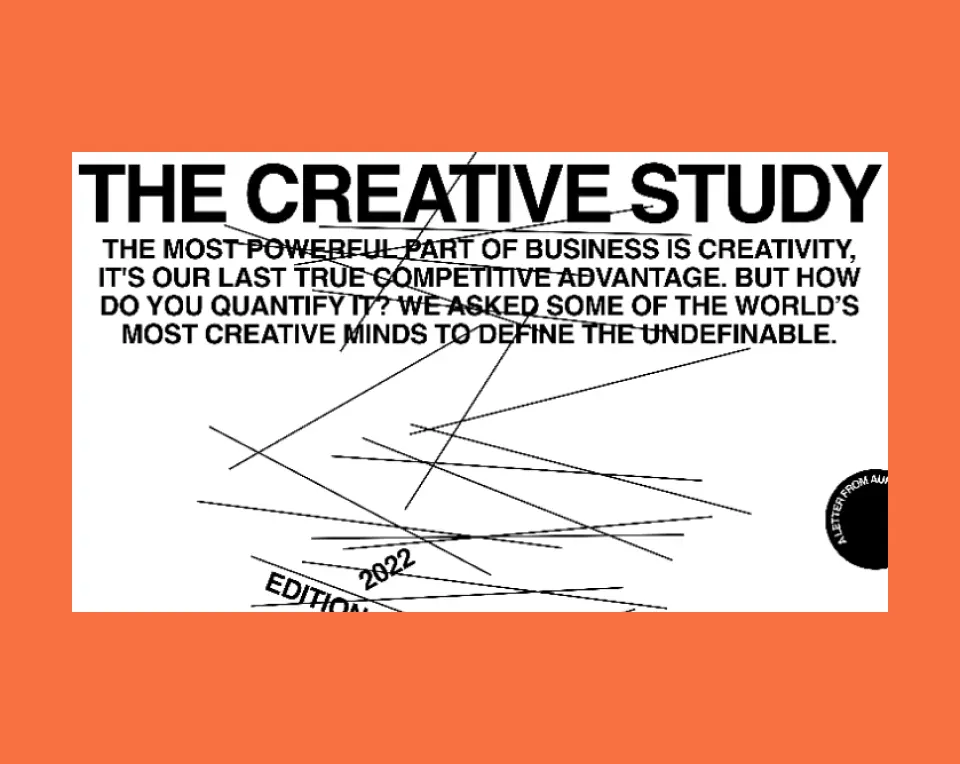 THE CREATIVE STUDY
THE MOST POWERFUL PART OF BUSINESS IS CREATIVITY,
IT'S OUR LAST TRUE COMPETITIVE ADVANTAGE. BUT HOW
DO YOU QUANTIFY IT? WE ASKED SOME OF THE WORLD’S
MOST CREATIVE MINDS TO DEFINE THE UNDEFINABLE.
A LETTER FROM
2022
EDITION